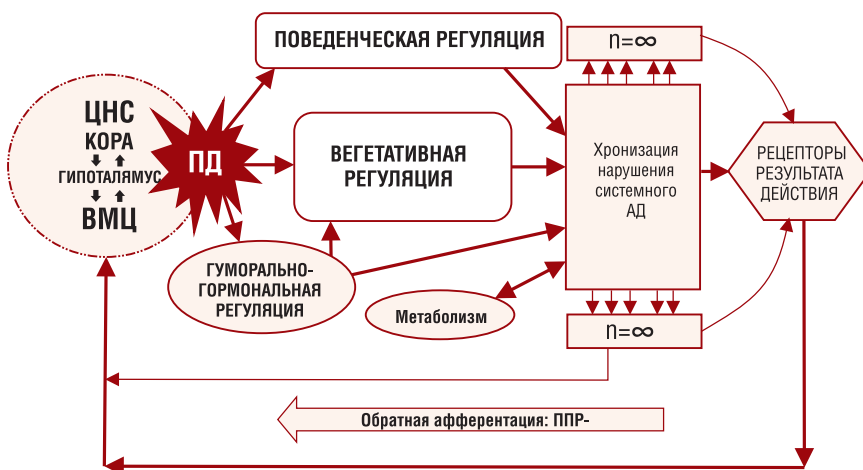 ПОВЕДЕНЧЕСКАЯ РЕГУЛЯЦИЯ
n=∞
ЦНС
КОРА
ГИПОТАЛЯМУС
ВМЦ
ПД
ВЕГЕТАТИВНАЯ
РЕГУЛЯЦИЯ
Хронизация
нарушения
системного
АД
РЕЦЕПТОРЫ
РЕЗУЛЬТАТА
ДЕЙСТВИЯ
ГУМОРАЛЬНО-
ГОРМОНАЛЬНАЯ
РЕГУЛЯЦИЯ
Метаболизм
n=∞
Обратная афферентация: ППР-